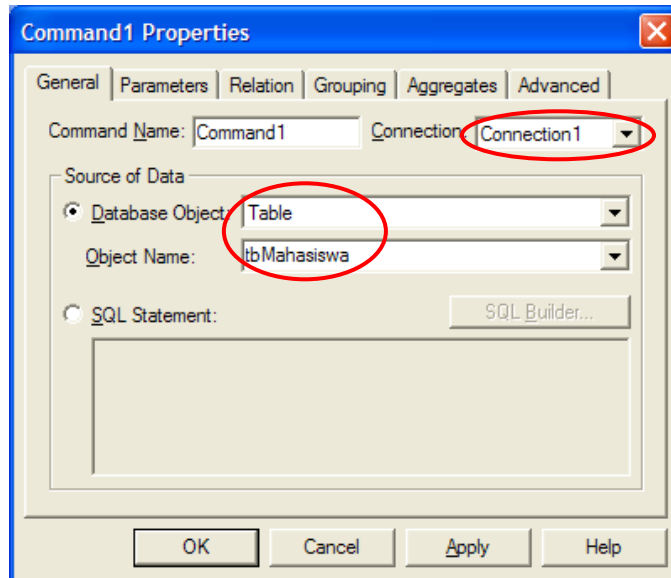 Command1 Properties
General Parameters Relation Grouping Aggregates Advanced
Command Name: Command1 Connection: Connection1
Source of Data
Database Object: Table
Object Name: tbMahasiswa
SQL Statement: SQL Builder...
OK Cancel Apply Help